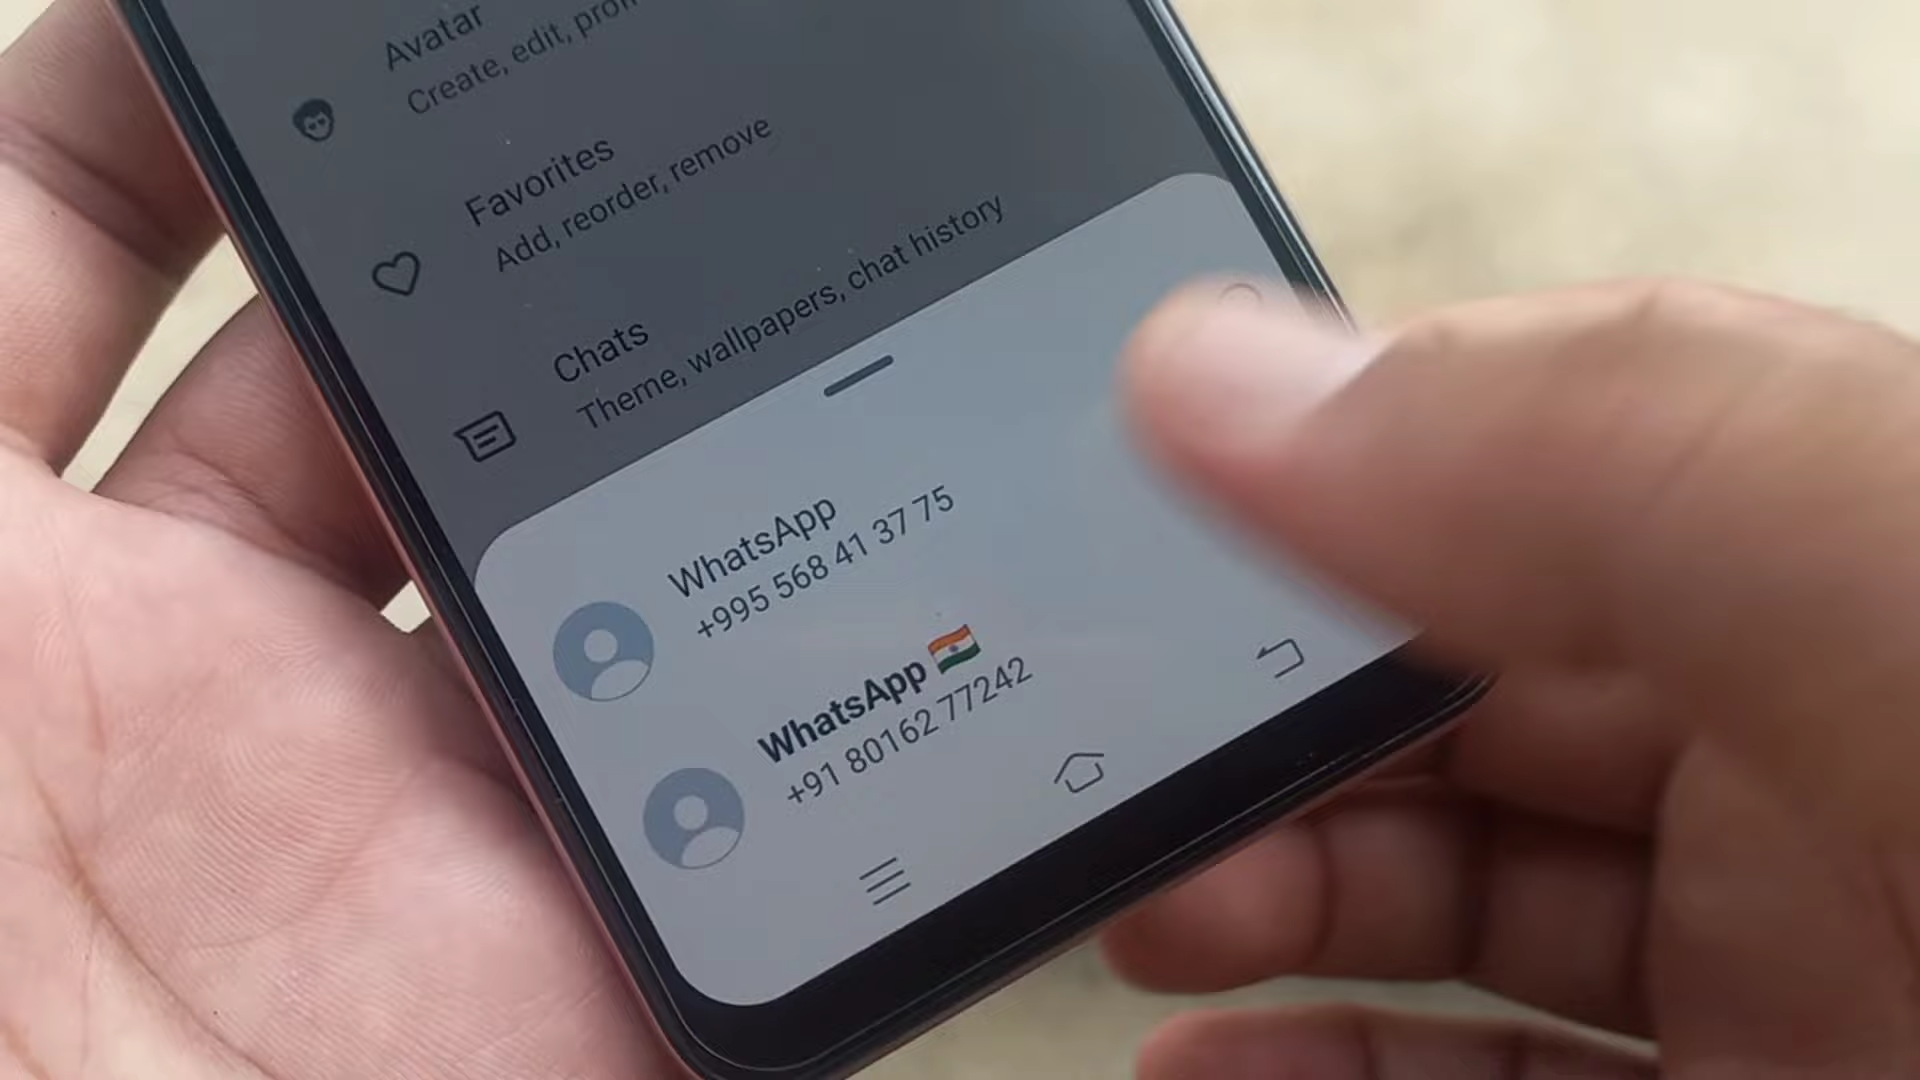 Avatar
Create, edit,
Favorites
Add, reorder, remove
Chats
Theme, wallpapers, chat history
WhatsApp
+995 568 41 37 75
WhatsApp 🇮🇳
+91 80162 77242